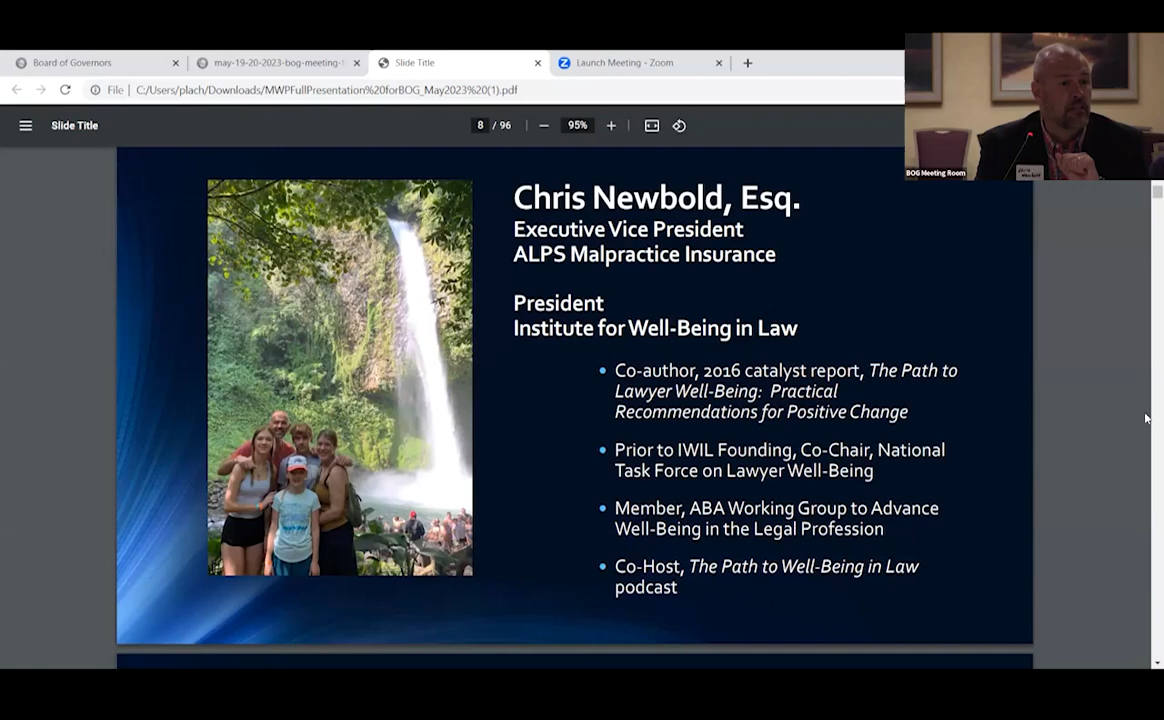 Board of Governors
may-19-20-2023-bog-meeting-
Slide Title
Launch Meeting - Zoom
File
C:/Users/plach/Downloads/MWPFullPresentation%20forBOG_May2023%20(1).pdf
Slide Title
8 / 96
95%
BOG Meeting Room
Chris Newbold, Esq.
Executive Vice President
ALPS Malpractice Insurance
President
Institute for Well-Being in Law
• Co-author, 2016 catalyst report, The Path to
Lawyer Well-Being: Practical
Recommendations for Positive Change
• Prior to IWIL Founding, Co-Chair, National
Task Force on Lawyer Well-Being
• Member, ABA Working Group to Advance
Well-Being in the Legal Profession
• Co-Host, The Path to Well-Being in Law
podcast